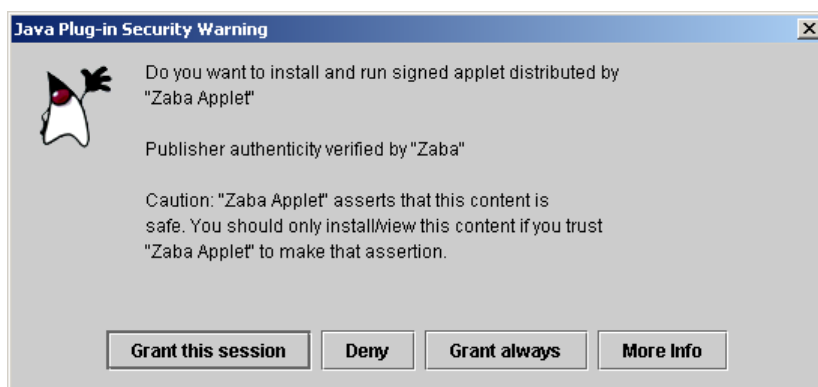 Java Plug-in Security Warning
Do you want to install and run signed applet distributed by
"Zaba Applet"
Publisher authenticity verified by "Zaba"
Caution: "Zaba Applet" asserts that this content is
safe. You should only install/view this content if you trust
"Zaba Applet" to make that assertion.
Grant this session Deny Grant always More Info